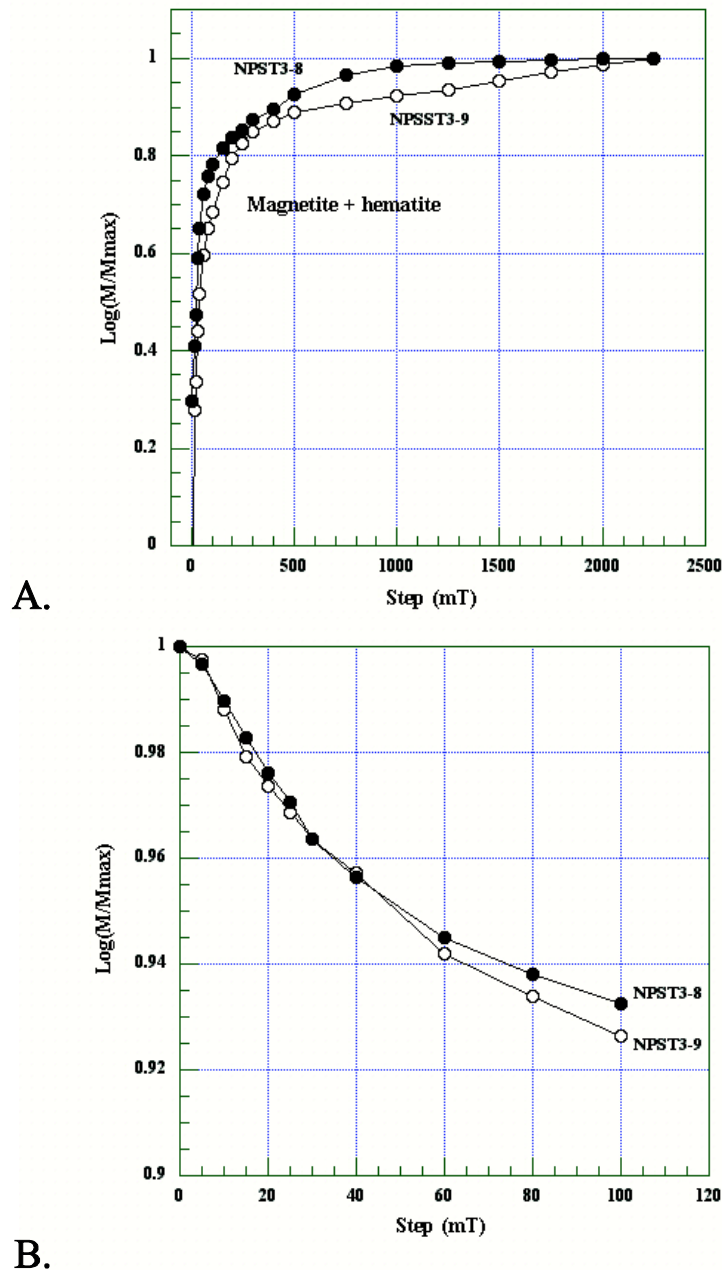 1
NPST3-8
NPSST3-9
0.8
Magnetite + hematite
0.6
Log(M/Mmax)
0.4
0.2
0
0 500 1000 1500 2000 2500
Step (mT)
A.
1
0.98
0.96
Log(M/Mmax)
0.94
NPST3-8
NPST3-9
0.92
0.9
0 20 40 60 80 100 120
Step (mT)
B.